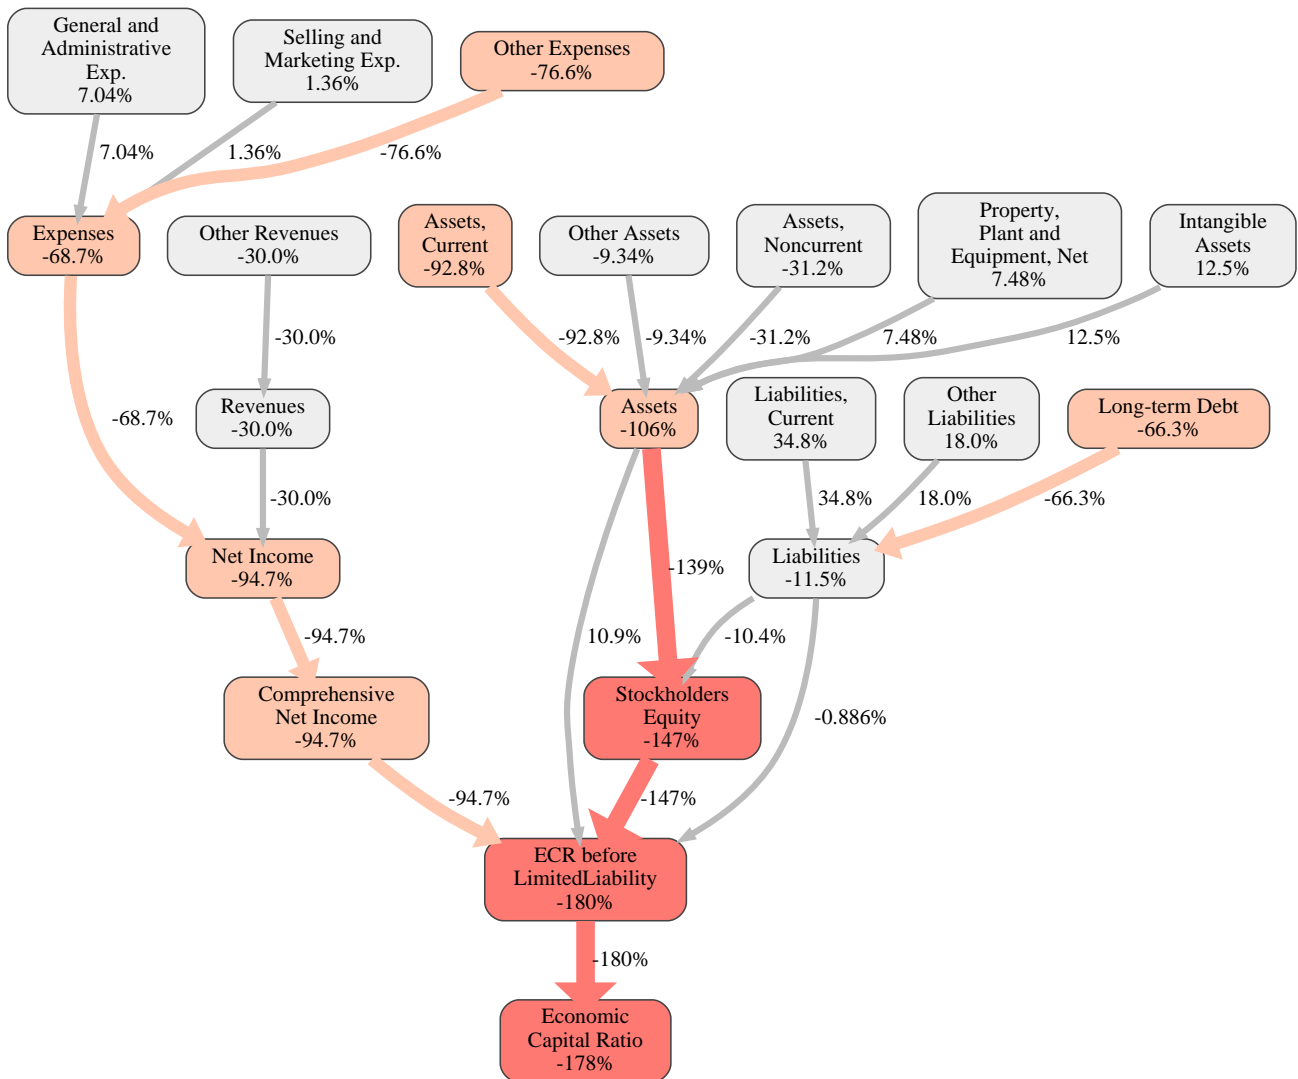 General and
Administrative
Exp.
7.04%
Selling and
Marketing Exp.
1.36%
Other Expenses
-76.6%
7.04%
1.36%
-76.6%
Expenses
-68.7%
Other Revenues
-30.0%
Assets,
Current
-92.8%
Other Assets
-9.34%
Assets,
Noncurrent
-31.2%
Property,
Plant and
Equipment, Net
7.48%
Intangible
Assets
12.5%
-30.0%
-92.8%
-9.34%
-31.2%
7.48%
12.5%
-68.7%
Revenues
-30.0%
Assets
-106%
Liabilities,
Current
34.8%
Other
Liabilities
18.0%
Long-term Debt
-66.3%
-30.0%
34.8%
18.0%
-66.3%
Net Income
-94.7%
-139%
Liabilities
-11.5%
-94.7%
10.9%
-10.4%
Comprehensive
Net Income
-94.7%
Stockholders
Equity
-147%
-0.886%
-94.7%
-147%
ECR before
LimitedLiability
-180%
-180%
Economic
Capital Ratio
-178%